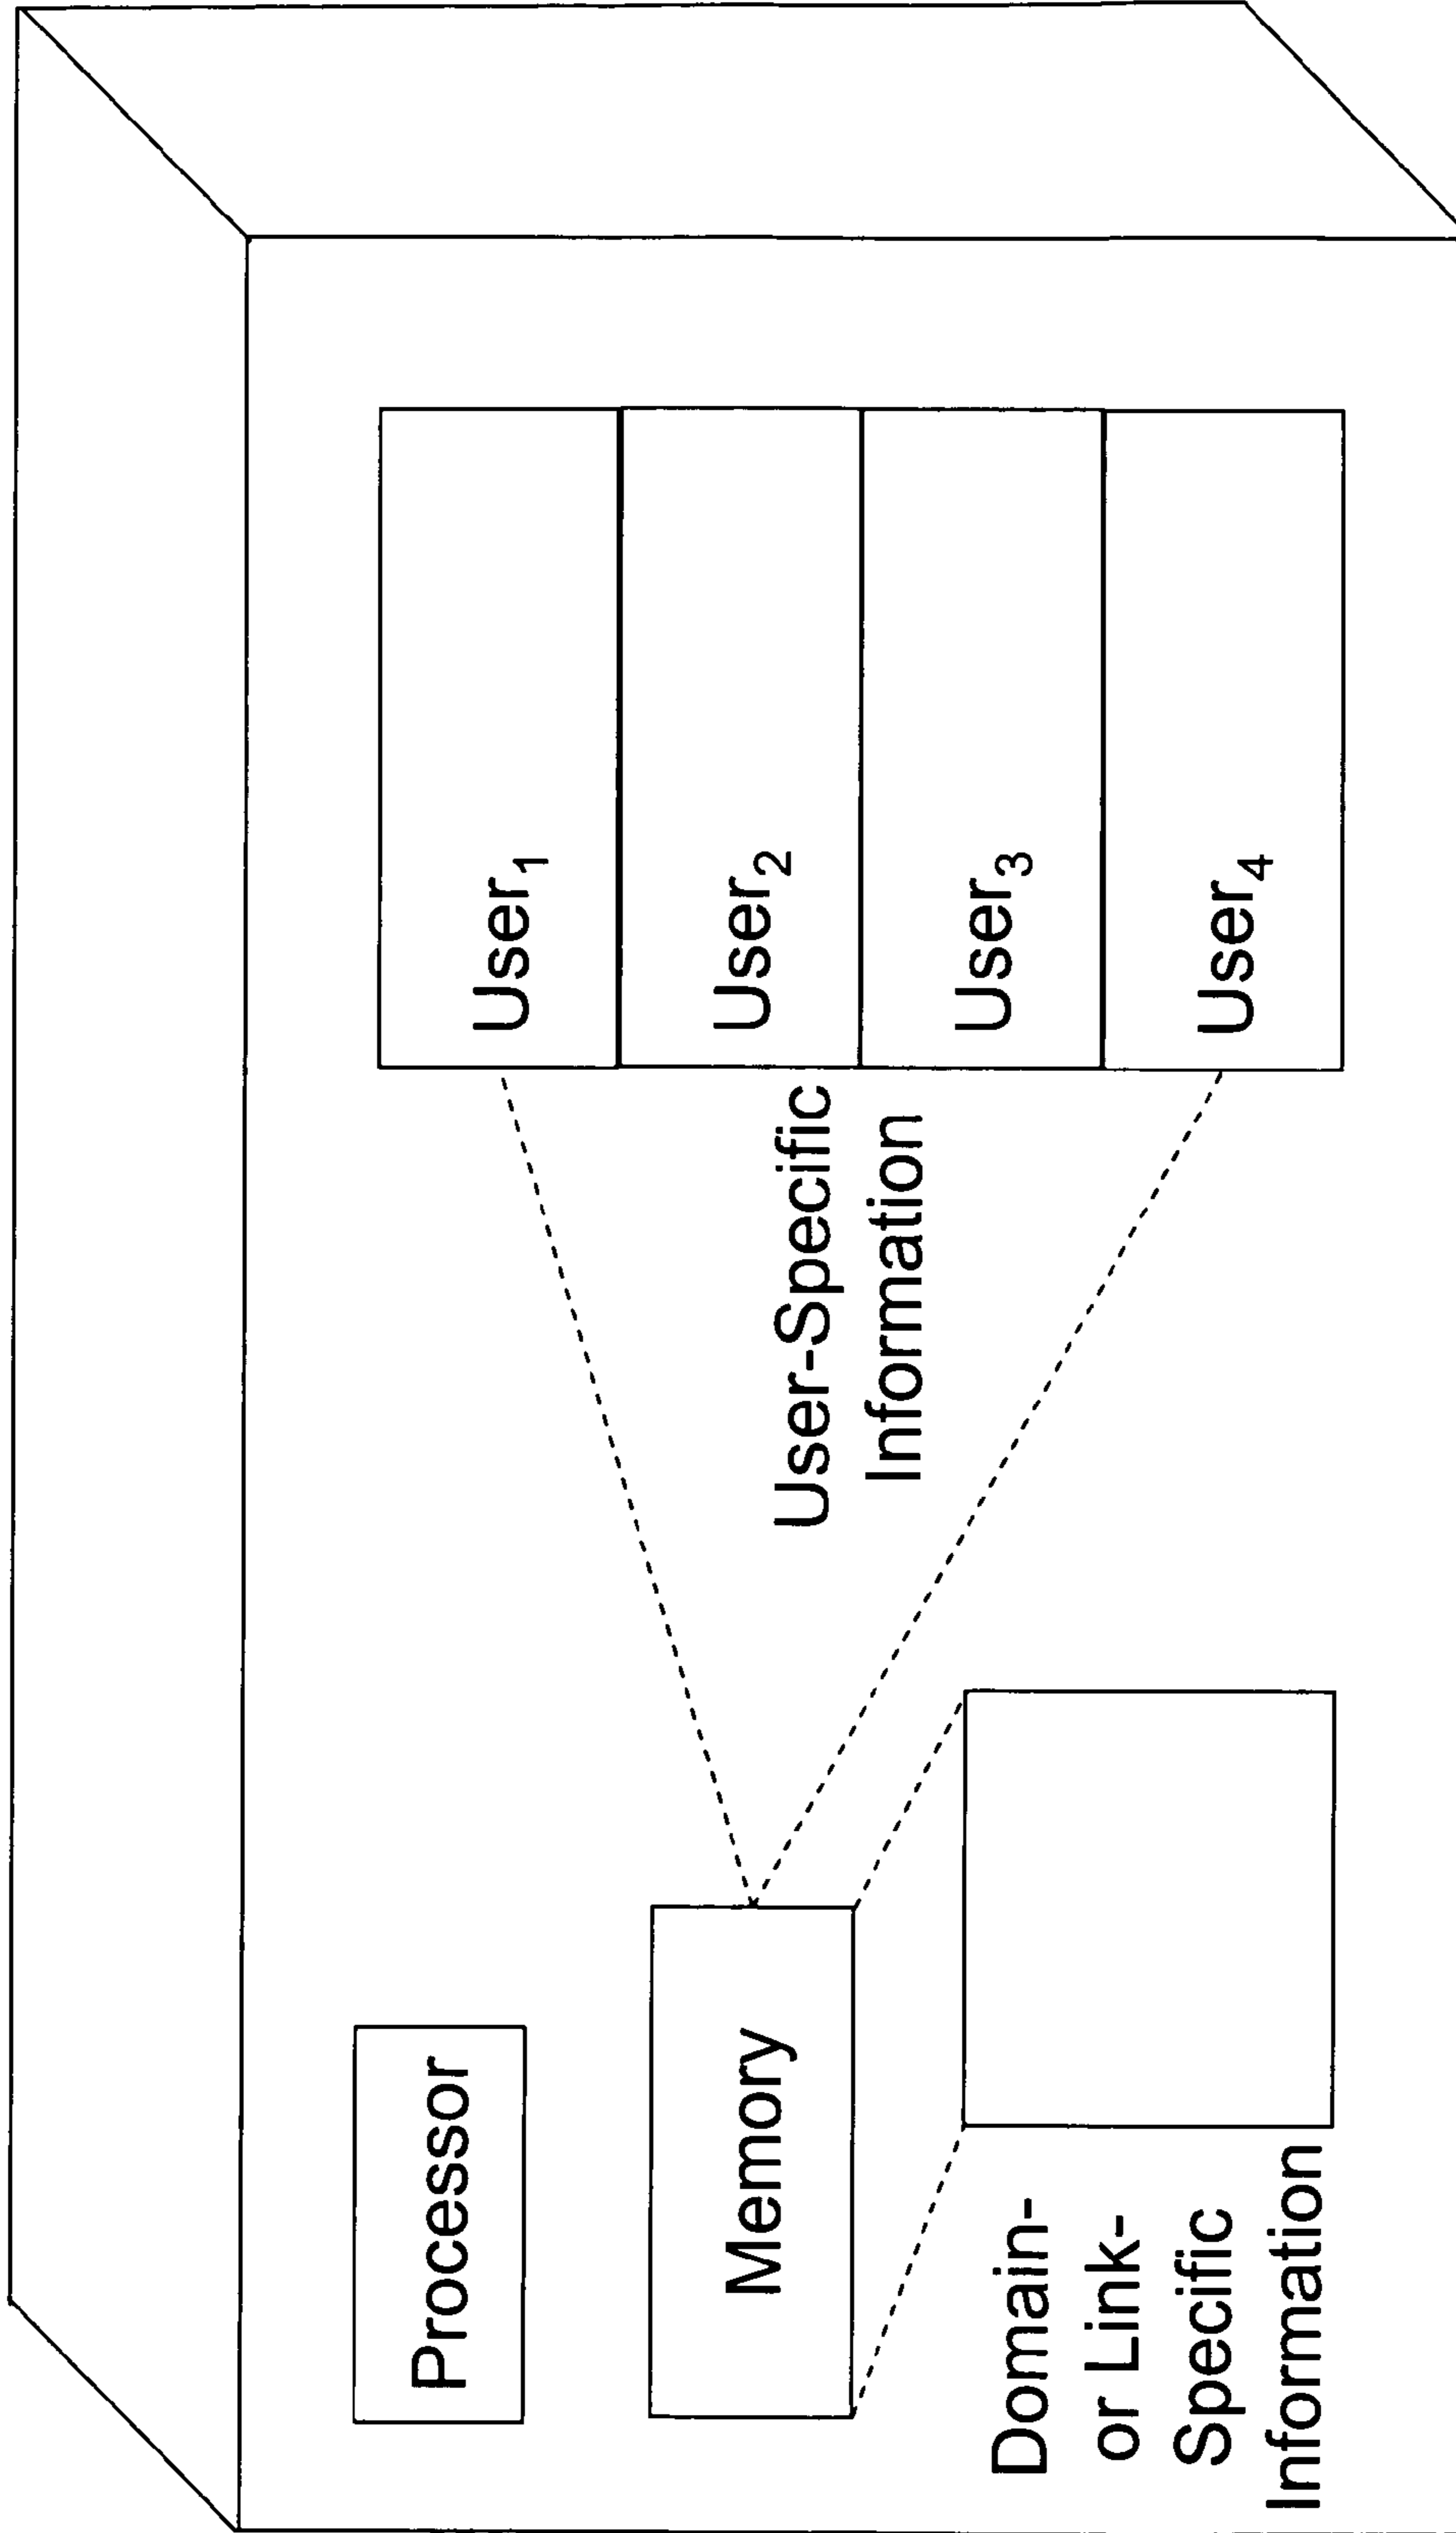 Processor
Memory
Domain-
or Link-
Specific
Information
User-Specific
Information
User₁
User₂
User₃
User₄